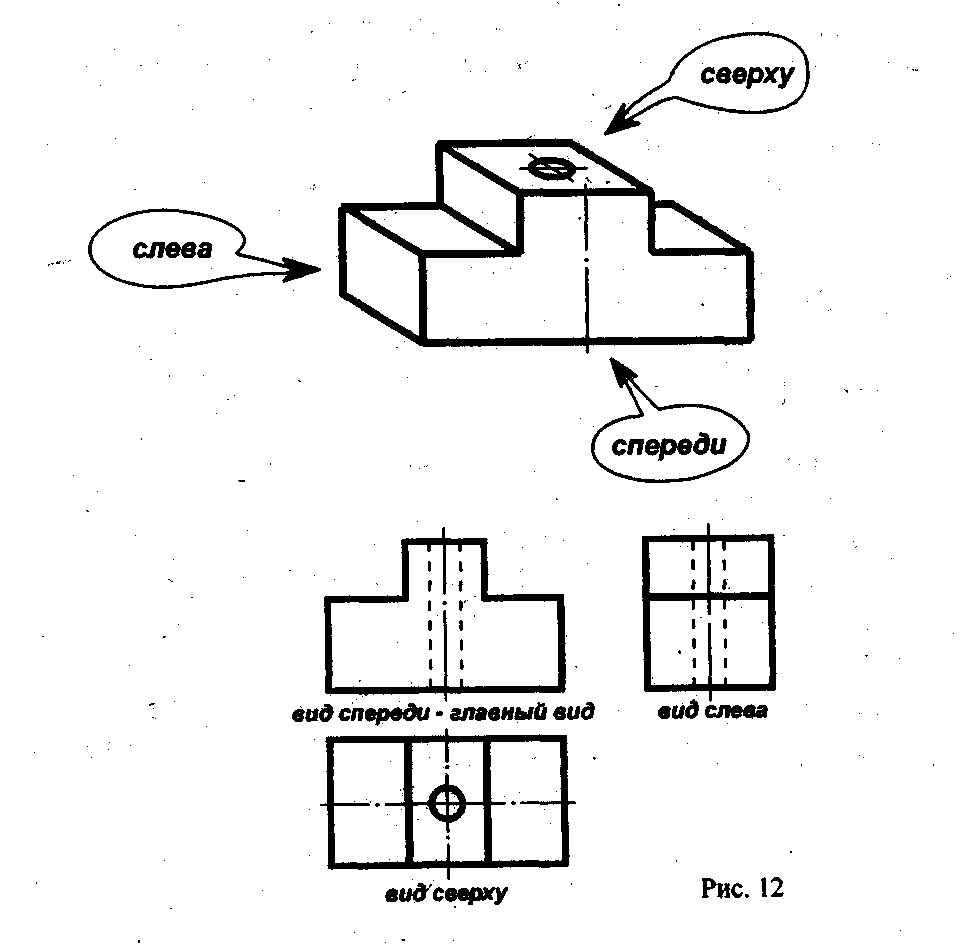 сверху
слева
спереди
вид спереди - главный вид
вид слева
вид сверху
Рис. 12